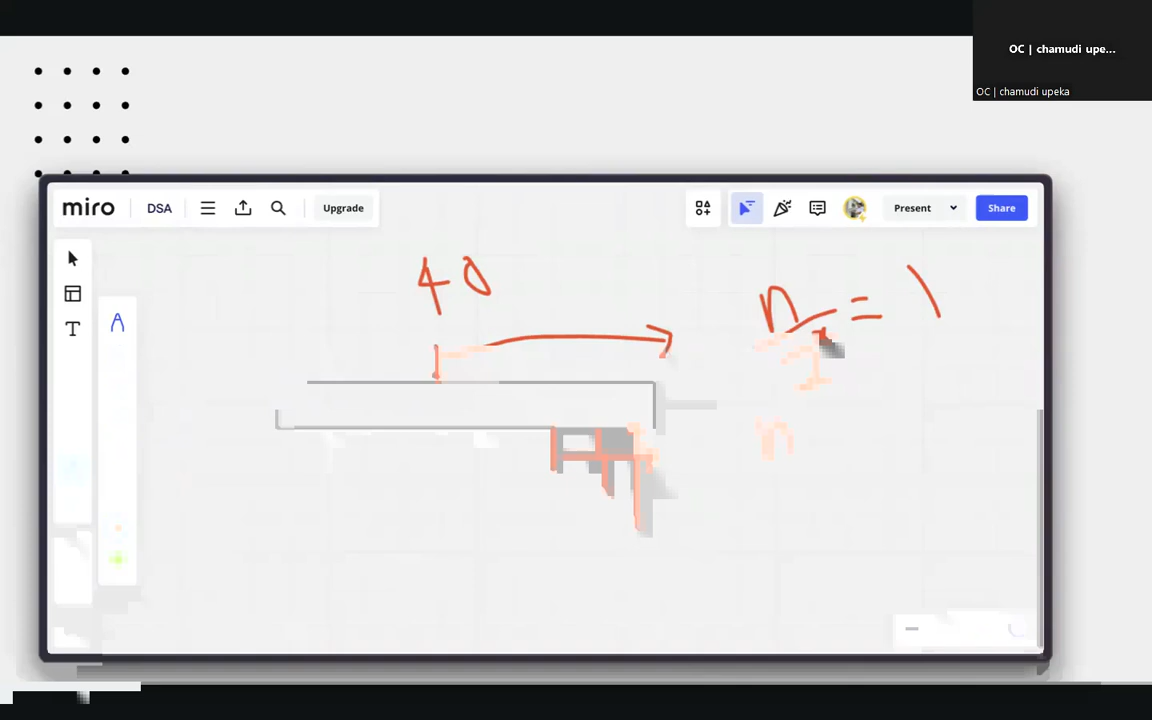 OC | chamudi upe...
OC | chamudi upeka
miro
DSA
Upgrade
Present
Share
T
40
n = 1
n